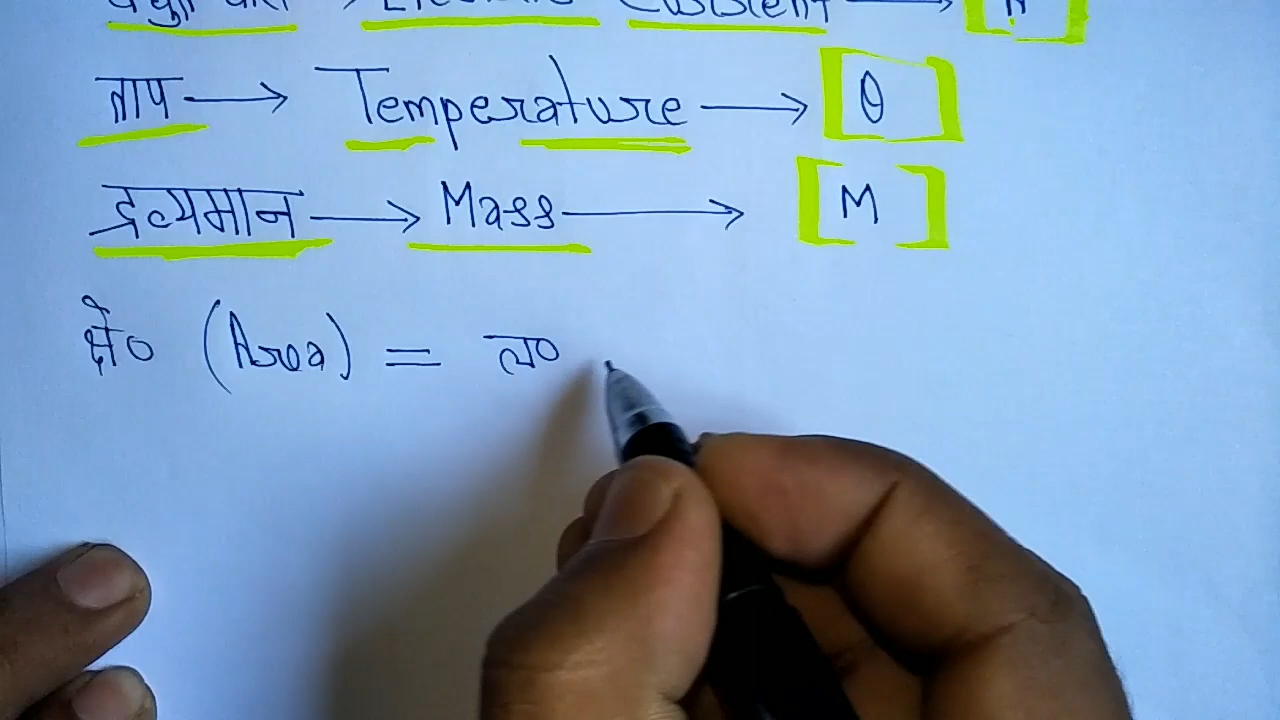 ताप → Temperature → [θ]
द्रव्यमान → Mass → [M]
क्षे० (Area) = ल०